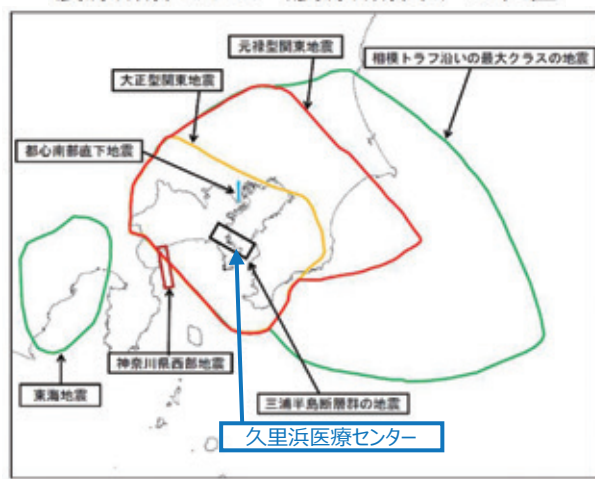 元禄型関東地震
相模トラフ沿いの最大クラスの地震
大正型関東地震
都心南部直下地震
神奈川県西部地震
東海地震
三浦半島断層群の地震
久里浜医療センター